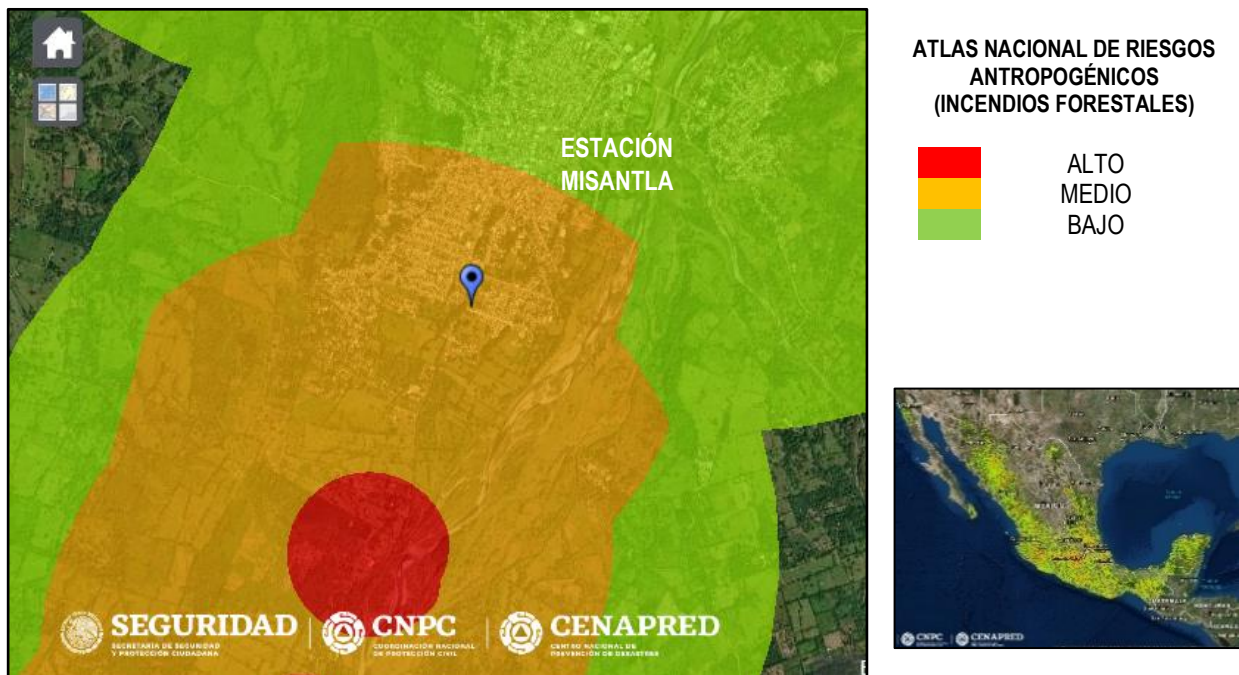 ESTACIÓN
MISANTLA
SEGURIDAD
SECRETARÍA DE SEGURIDAD
Y PROTECCIÓN CIUDADANA
CNPC
COORDINACIÓN NACIONAL
DE PROTECCIÓN CIVIL
CENAPRED
CENTRO NACIONAL DE
PREVENCIÓN DE DESASTRES
ATLAS NACIONAL DE RIESGOS
ANTROPOGÉNICOS
(INCENDIOS FORESTALES)
ALTO
MEDIO
BAJO
CNPC
CENAPRED